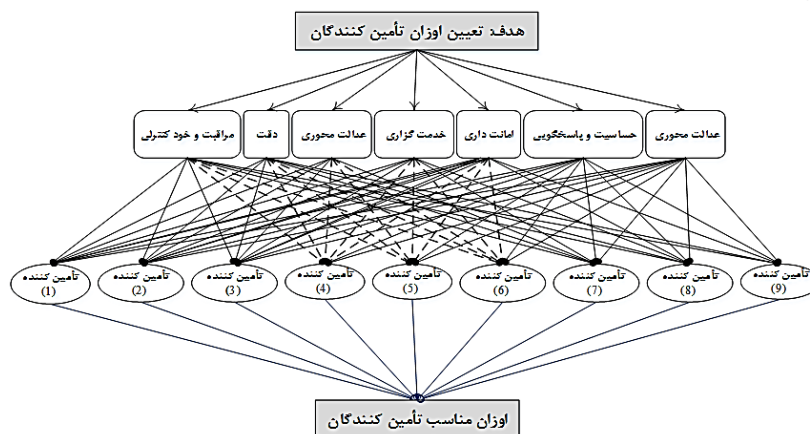 هدف: تعیین اوزان تأمین کنندگان
عدالت محوری
حساسیت و پاسخگویی
امانت داری
خدمت گزاری
عدالت محوری
دقت
مراقبت و خود کنترلی
تأمین کننده
(1)
تأمین کننده
(2)
تأمین کننده
(3)
تأمین کننده
(4)
تأمین کننده
(5)
تأمین کننده
(6)
تأمین کننده
(7)
تأمین کننده
(8)
تأمین کننده
(9)
اوزان مناسب تأمین کنندگان